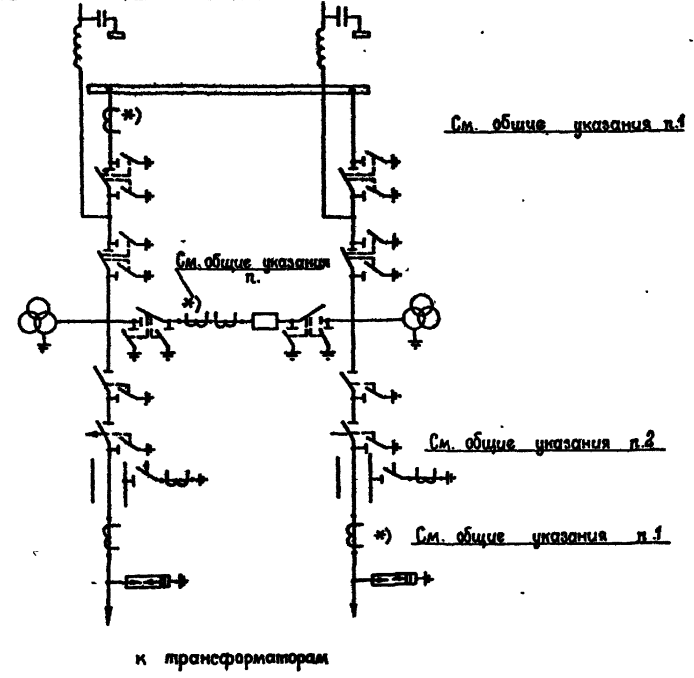 *)
См. общие указания п.1
См. общие указания
п.
*)
См. общие указания п.2
*) См. общие указания п.1
к трансформаторам